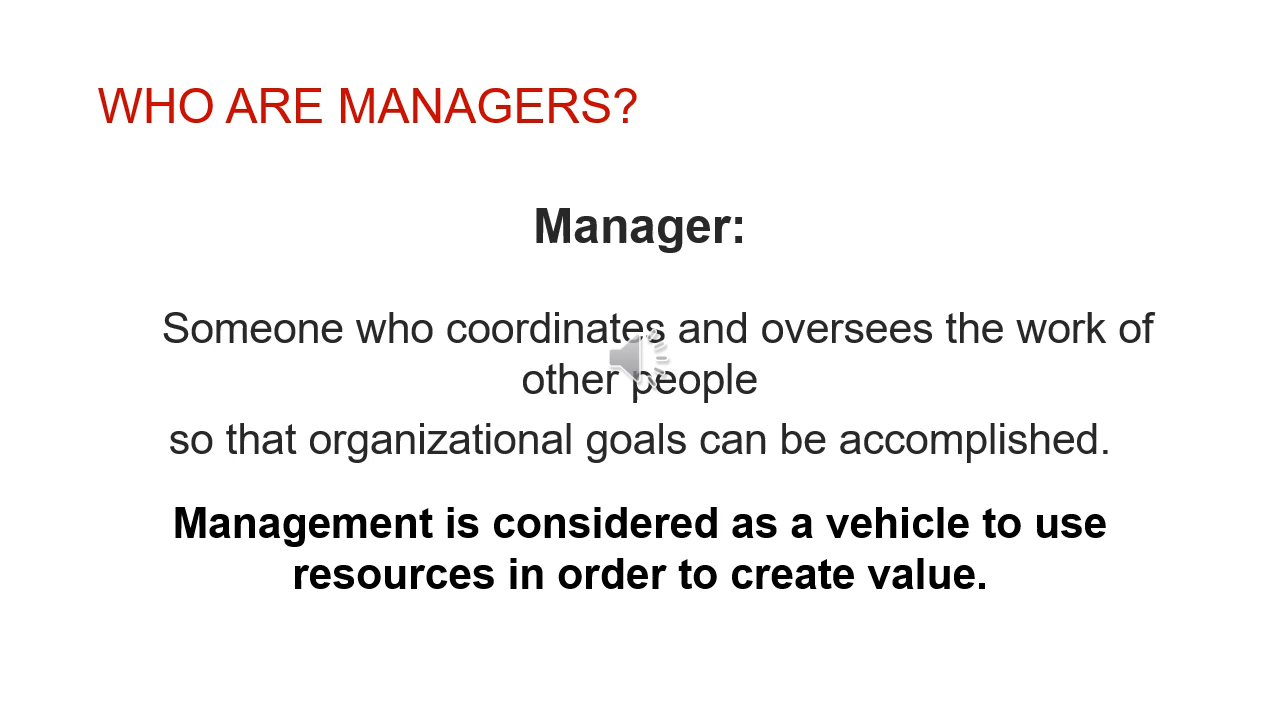 WHO ARE MANAGERS?
Manager:
Someone who coordinates and oversees the work of
other people
so that organizational goals can be accomplished.
Management is considered as a vehicle to use
resources in order to create value.